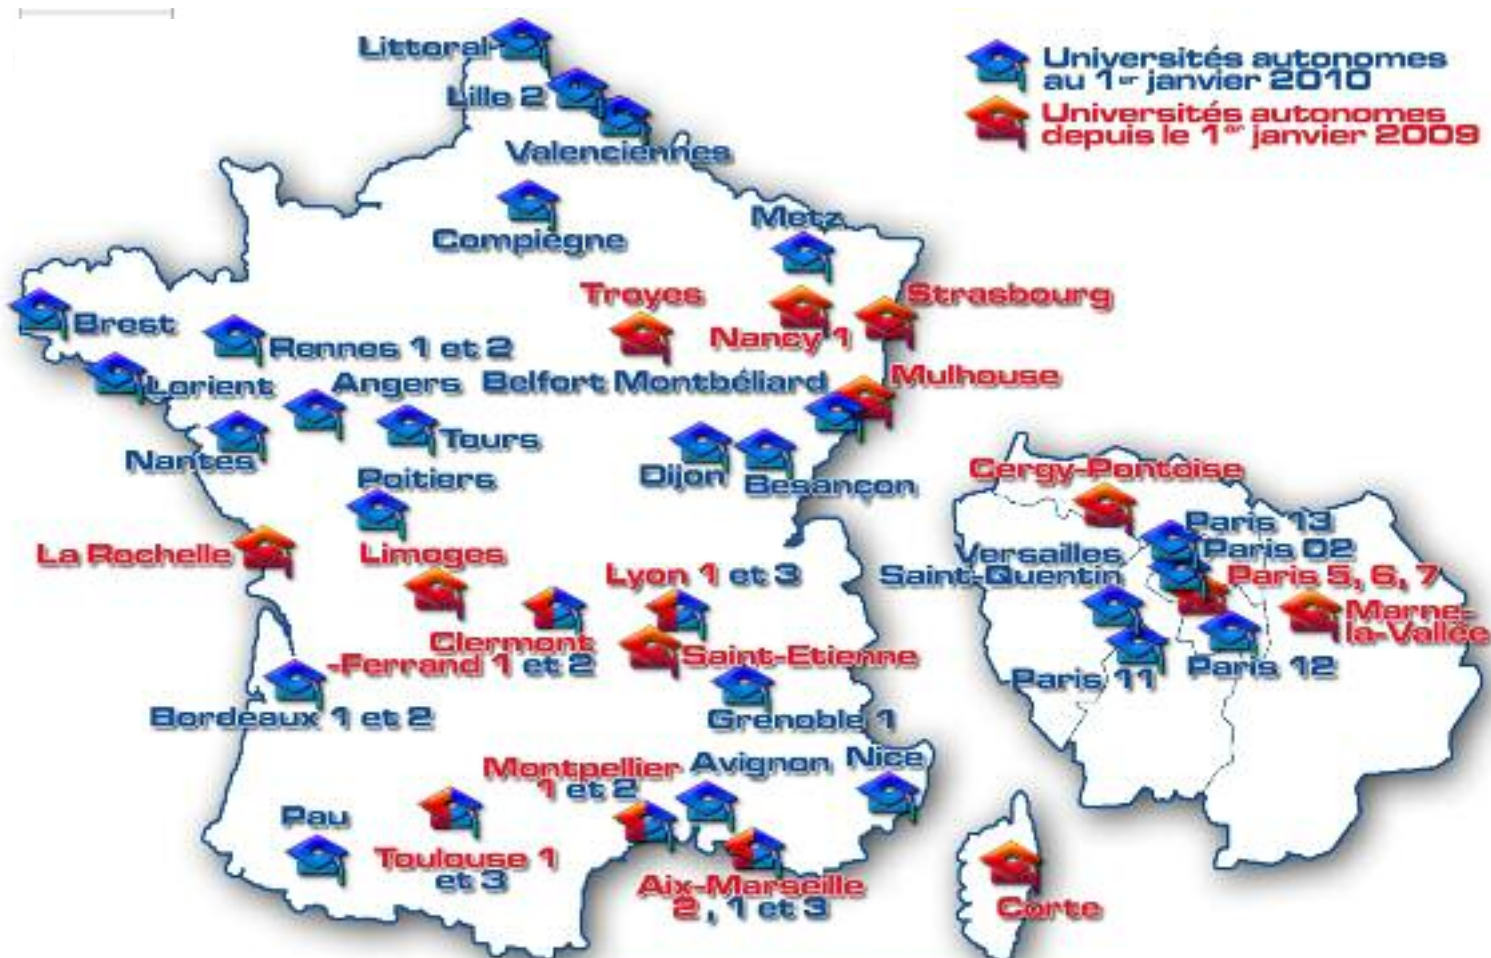 Littoral
Universités autonomes
au 1er janvier 2010
Lille 2
Universités autonomes
depuis le 1er janvier 2009
Valenciennes
Metz
Compiègne
Troyes
Strasbourg
Brest
Nancy 1
Rennes 1 et 2
Lorient
Angers
Belfort Montbéliard
Mulhouse
Nantes
Tours
Poitiers
Dijon
Besançon
Cergy-Pontoise
Paris 13
La Rochelle
Limoges
Versailles
Saint-Quentin
Paris 02
Lyon 1 et 3
Paris 5, 6, 7
Marne-
la-Vallée
Clermont
-Ferrand 1 et 2
Saint-Etienne
Paris 11
Paris 12
Bordeaux 1 et 2
Grenoble 1
Montpellier
1 et 2
Avignon
Nice
Pau
Toulouse 1
et 3
Aix-Marseille
2 , 1 et 3
Corte